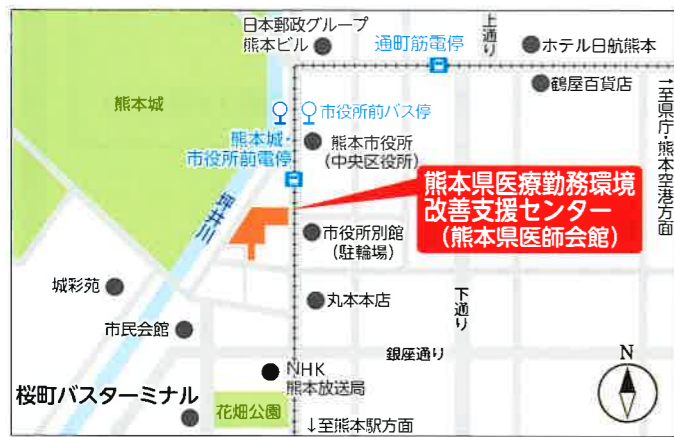 日本郵政グループ
熊本ビル
通町筋電停
上通り
ホテル日航熊本
鶴屋百貨店
→至県庁・熊本空港方面
熊本城
市役所前バス停
熊本城・
市役所前電停
熊本市役所
(中央区役所)
坪井川
熊本県医療勤務環境
改善支援センター
(熊本県医師会館)
市役所別館
(駐輪場)
城彩苑
丸本本店
下通り
市民会館
銀座通り
N
NHK
熊本放送局
桜町バスターミナル
花畑公園
↓至熊本駅方面